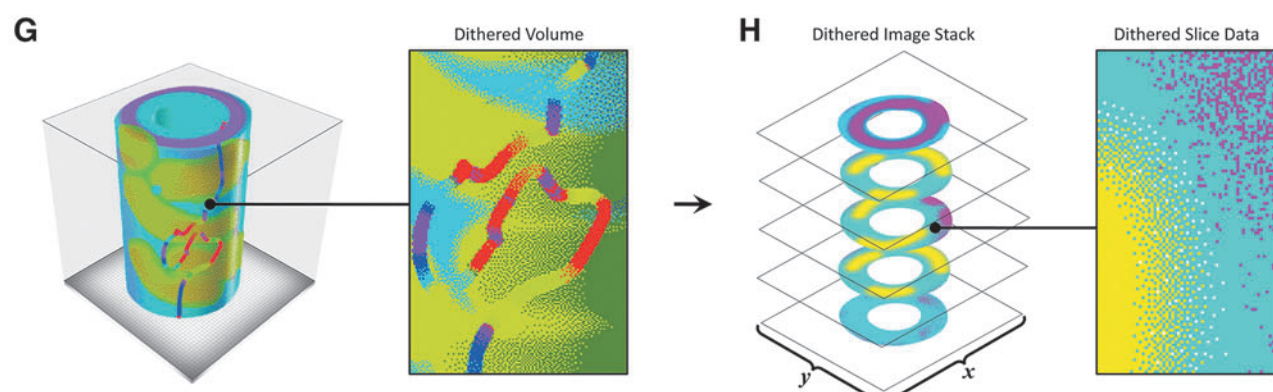 G
Dithered Volume
H
Dithered Image Stack
Dithered Slice Data
y
x